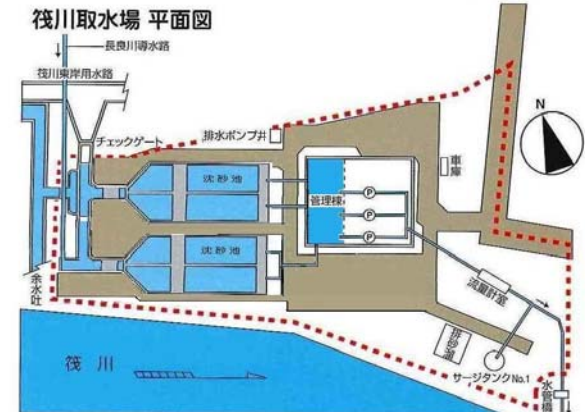 筏川取水場 平面図
長良川導水路
筏川東岸用水路
チェックゲート
排水ポンプ井
N
車庫
沈砂池
管理棟
P
P
P
沈砂池
余水吐
流量計室
排砂溜
筏川
サージタンクNo.1
水管橋